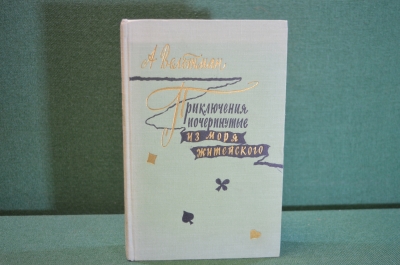 А. Вельтман
Приключения
почерпнутые
из моря
житейского